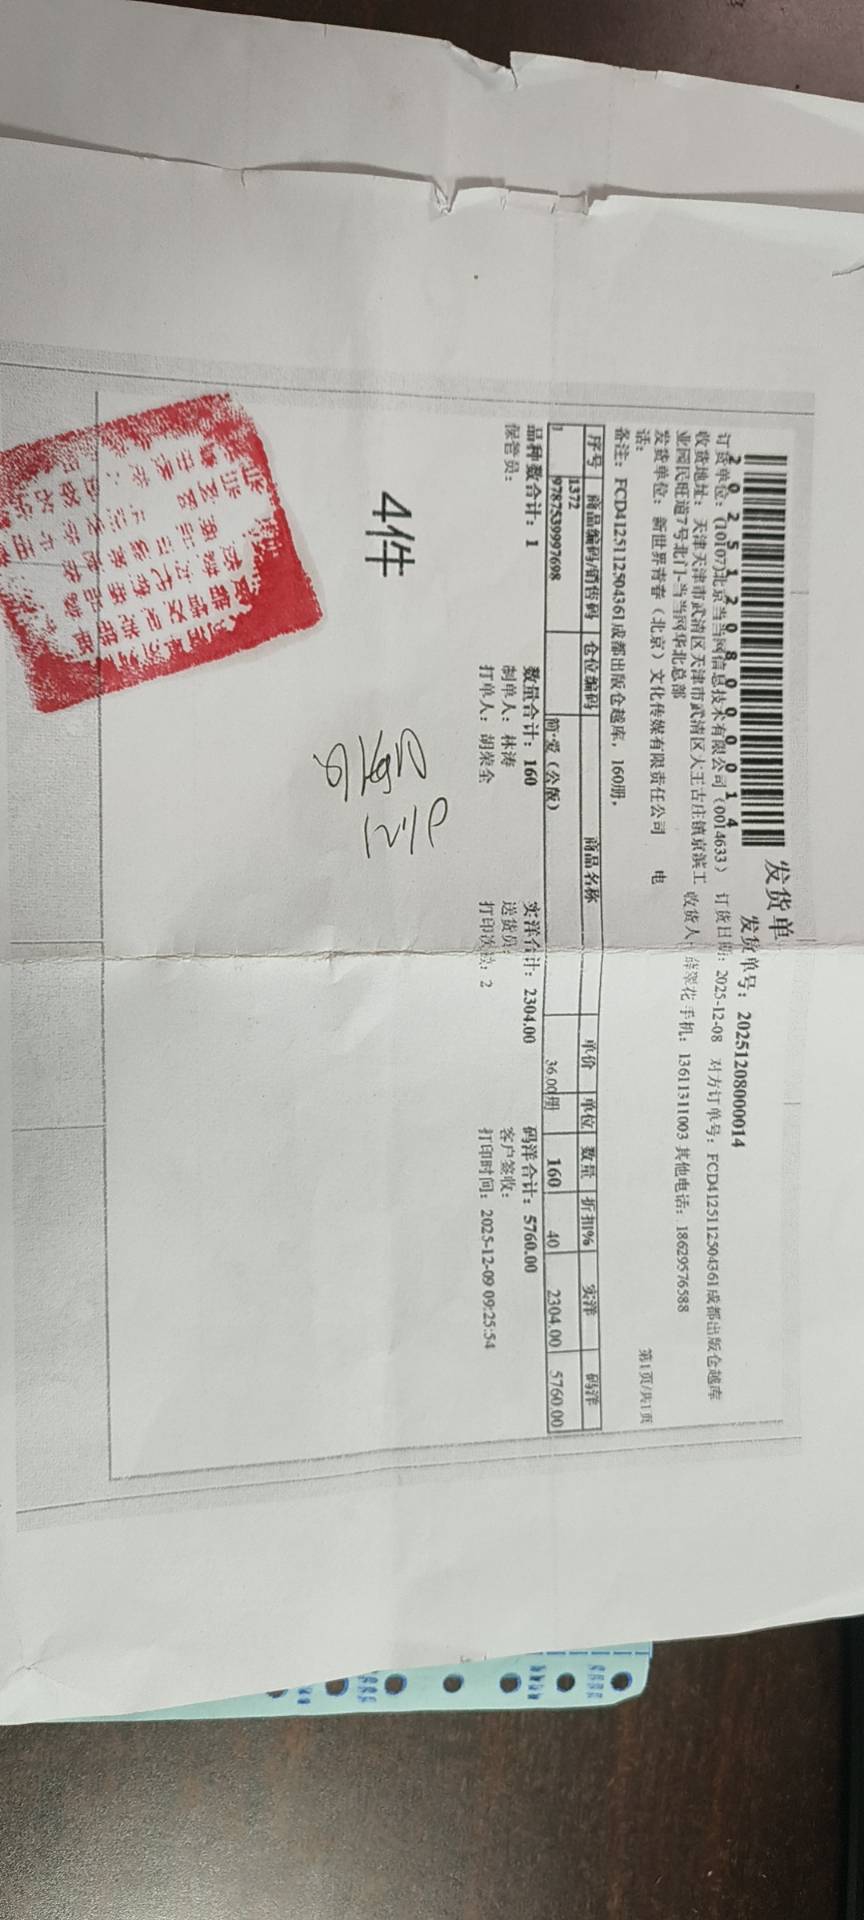 发货单
20251208000014
发货单号：20251208000014
订货单位：(10107)北京当当网信息技术有限公司（0014633） 订货日期：2025-12-08 对方订单号：FCD4125112504361成都出版仓越库
收货地址：天津天津市武清区天津市武清区大王古庄镇京滨工 收货人：薛翠花 手机：13611311003 其他电话：18629576588
业园民旺道7号北门-当当网华北总部
发货单位：新世界青春（北京）文化传媒有限责任公司 电
话：
第1页/共1页
备注：FCD4125112504361成都出版仓越库，160册，
序号 商品编码/销售码 仓位编码 商品名称 单价 单位 数量 折扣% 实洋 码洋
1372
1 9787539997698 简·爱（公版） 36.00 册 160 40 2304.00 5760.00
品种数合计：1 数量合计：160 实洋合计：2304.00 码洋合计：5760.00
保管员： 制单人：林涛 送货员： 客户签收：
打单人：胡荣全 打印次数：2 打印时间：2025-12-09 09:25:54
4件